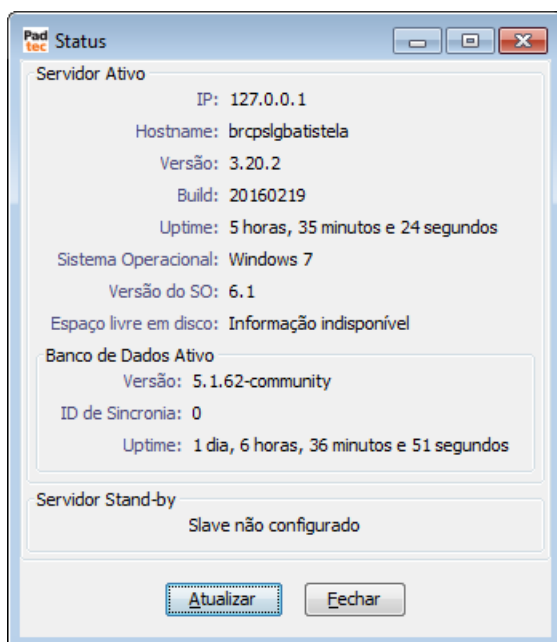 Pad
tec
Status
Servidor Ativo
IP: 127.0.0.1
Hostname: brcpslgbatistela
Versão: 3.20.2
Build: 20160219
Uptime: 5 horas, 35 minutos e 24 segundos
Sistema Operacional: Windows 7
Versão do SO: 6.1
Espaço livre em disco: Informação indisponível
Banco de Dados Ativo
Versão: 5.1.62-community
ID de Sincronia: 0
Uptime: 1 dia, 6 horas, 36 minutos e 51 segundos
Servidor Stand-by
Slave não configurado
Atualizar Fechar